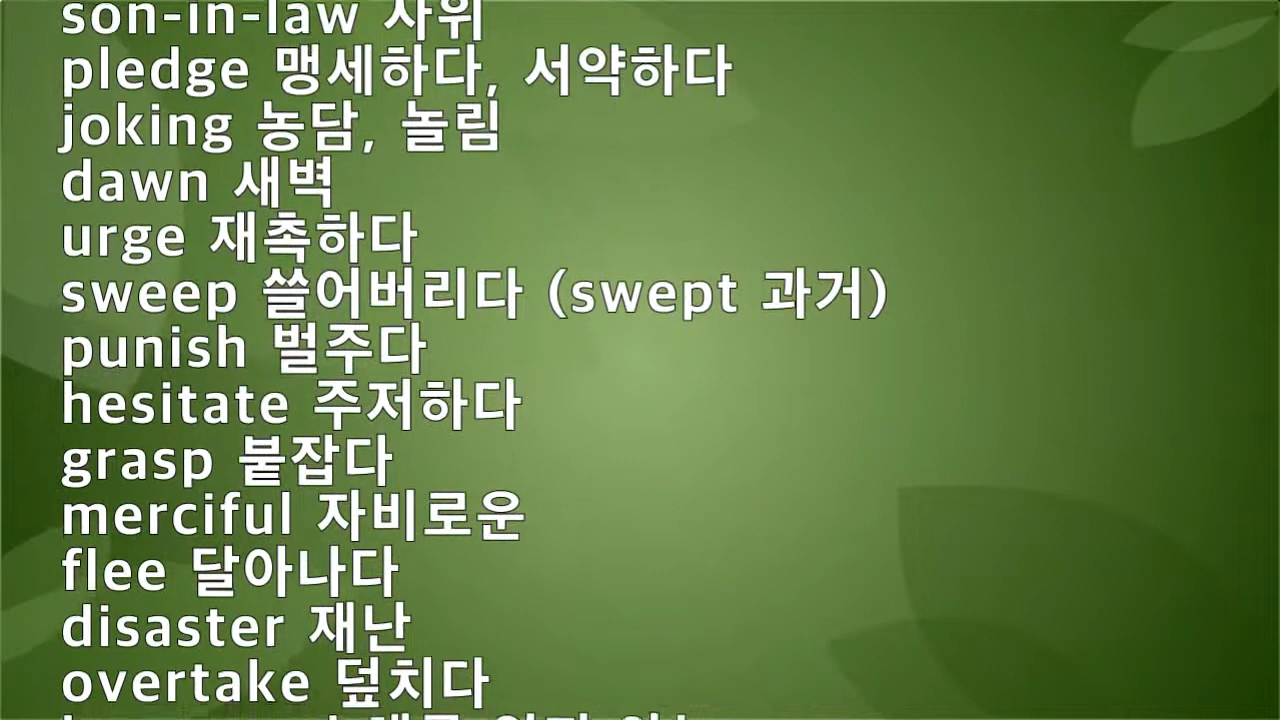 son-in-law 사위
pledge 맹세하다, 서약하다
joking 농담, 놀림
dawn 새벽
urge 재촉하다
sweep 쓸어버리다 (swept 과거)
punish 벌주다
hesitate 주저하다
grasp 붙잡다
merciful 자비로운
flee 달아나다
disaster 재난
overtake 덮치다